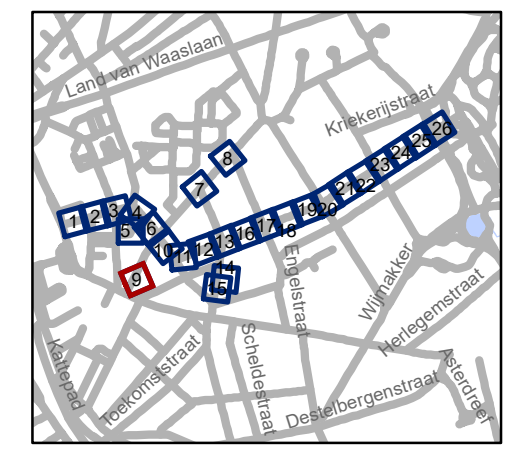 Land van Waaslaan
Kriekerijstraat
26
25
24
23
8
7
22
21
20
19
1
2
3
4
5
6
17
18
16
13
12
10
11
14
15
9
Engelstraat
Wijmakker
Herlegemstraat
Kattepad
Toekomststraat
Scheldestraat
Destelbergenstraat
Asterdreef